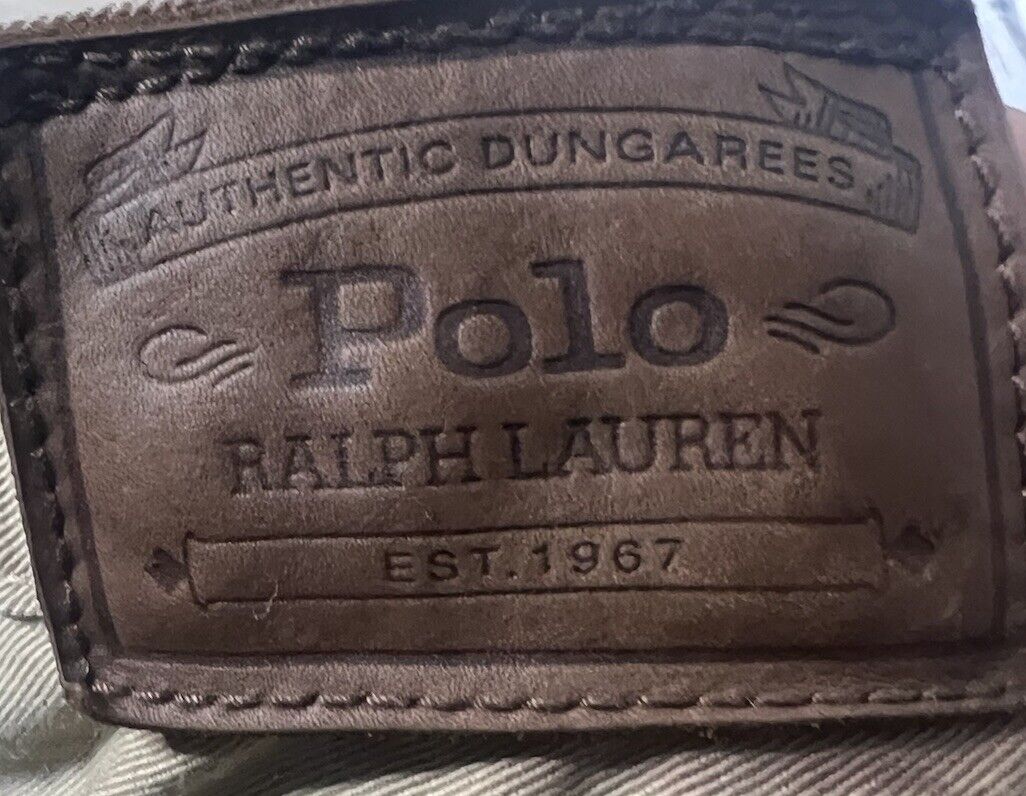 AUTHENTIC DUNGAREES
Polo
RALPH LAUREN
EST. 1967